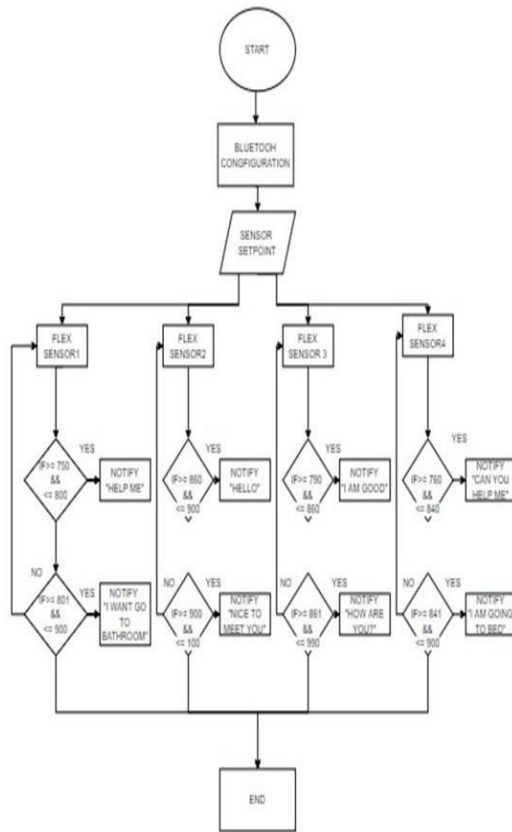 START
BLUETOOH
CONGFIGURATION
SENSOR
SETPOINT
FLEX
SENSOR1
FLEX
SENSOR2
FLEX
SENSOR 3
FLEX
SENSOR4
YES
IF>= 750
&&
<= 800
NOTIFY
"HELP ME"
YES
IF>= 860
&&
<= 900
NOTIFY
"HELLO"
YES
IF>= 790
&&
<= 860
NOTIFY
"I AM GOOD"
YES
IF>= 760
&&
<= 840
NOTIFY
"CAN YOU
HELP ME"
NO
YES
IF>= 801
&&
<= 900
NOTIFY
"I WANT GO
TO
BATHROOM"
NO
YES
IF>= 900
&&
<= 100
NOTIFY
"NICE TO
MEET YOU"
NO
YES
IF>= 861
&&
<= 990
NOTIFY
"HOW ARE
YOU?"
NO
YES
IF>= 841
&&
<= 900
NOTIFY
"I AM GOING
TO BED"
END